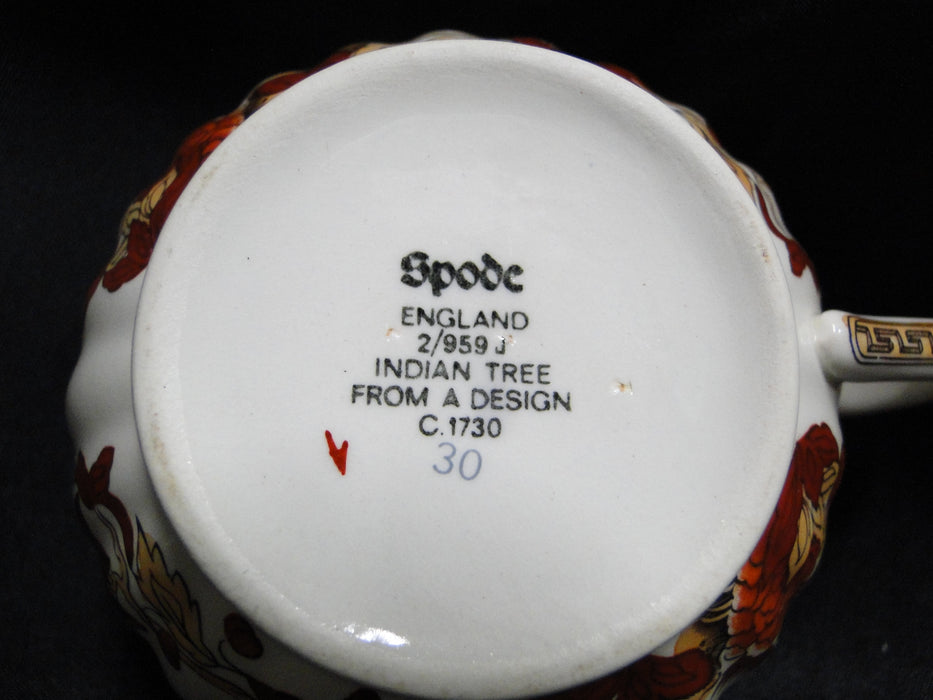 Spode
ENGLAND
2/959 J
INDIAN TREE
FROM A DESIGN
C.1730
30